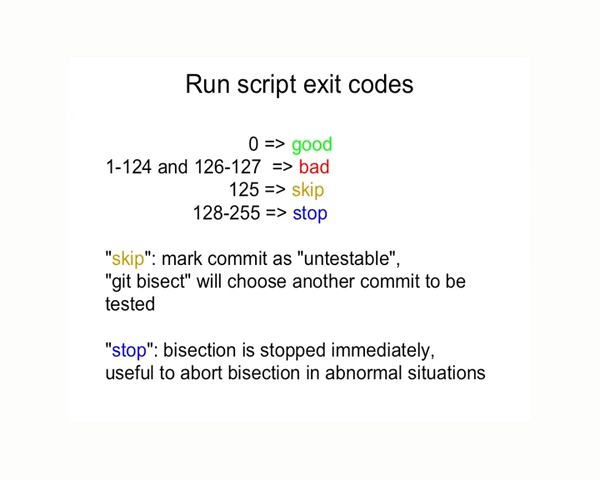 Run script exit codes
0 => good
1-124 and 126-127 => bad
125 => skip
128-255 => stop
"skip": mark commit as "untestable",
"git bisect" will choose another commit to be
tested
"stop": bisection is stopped immediately,
useful to abort bisection in abnormal situations